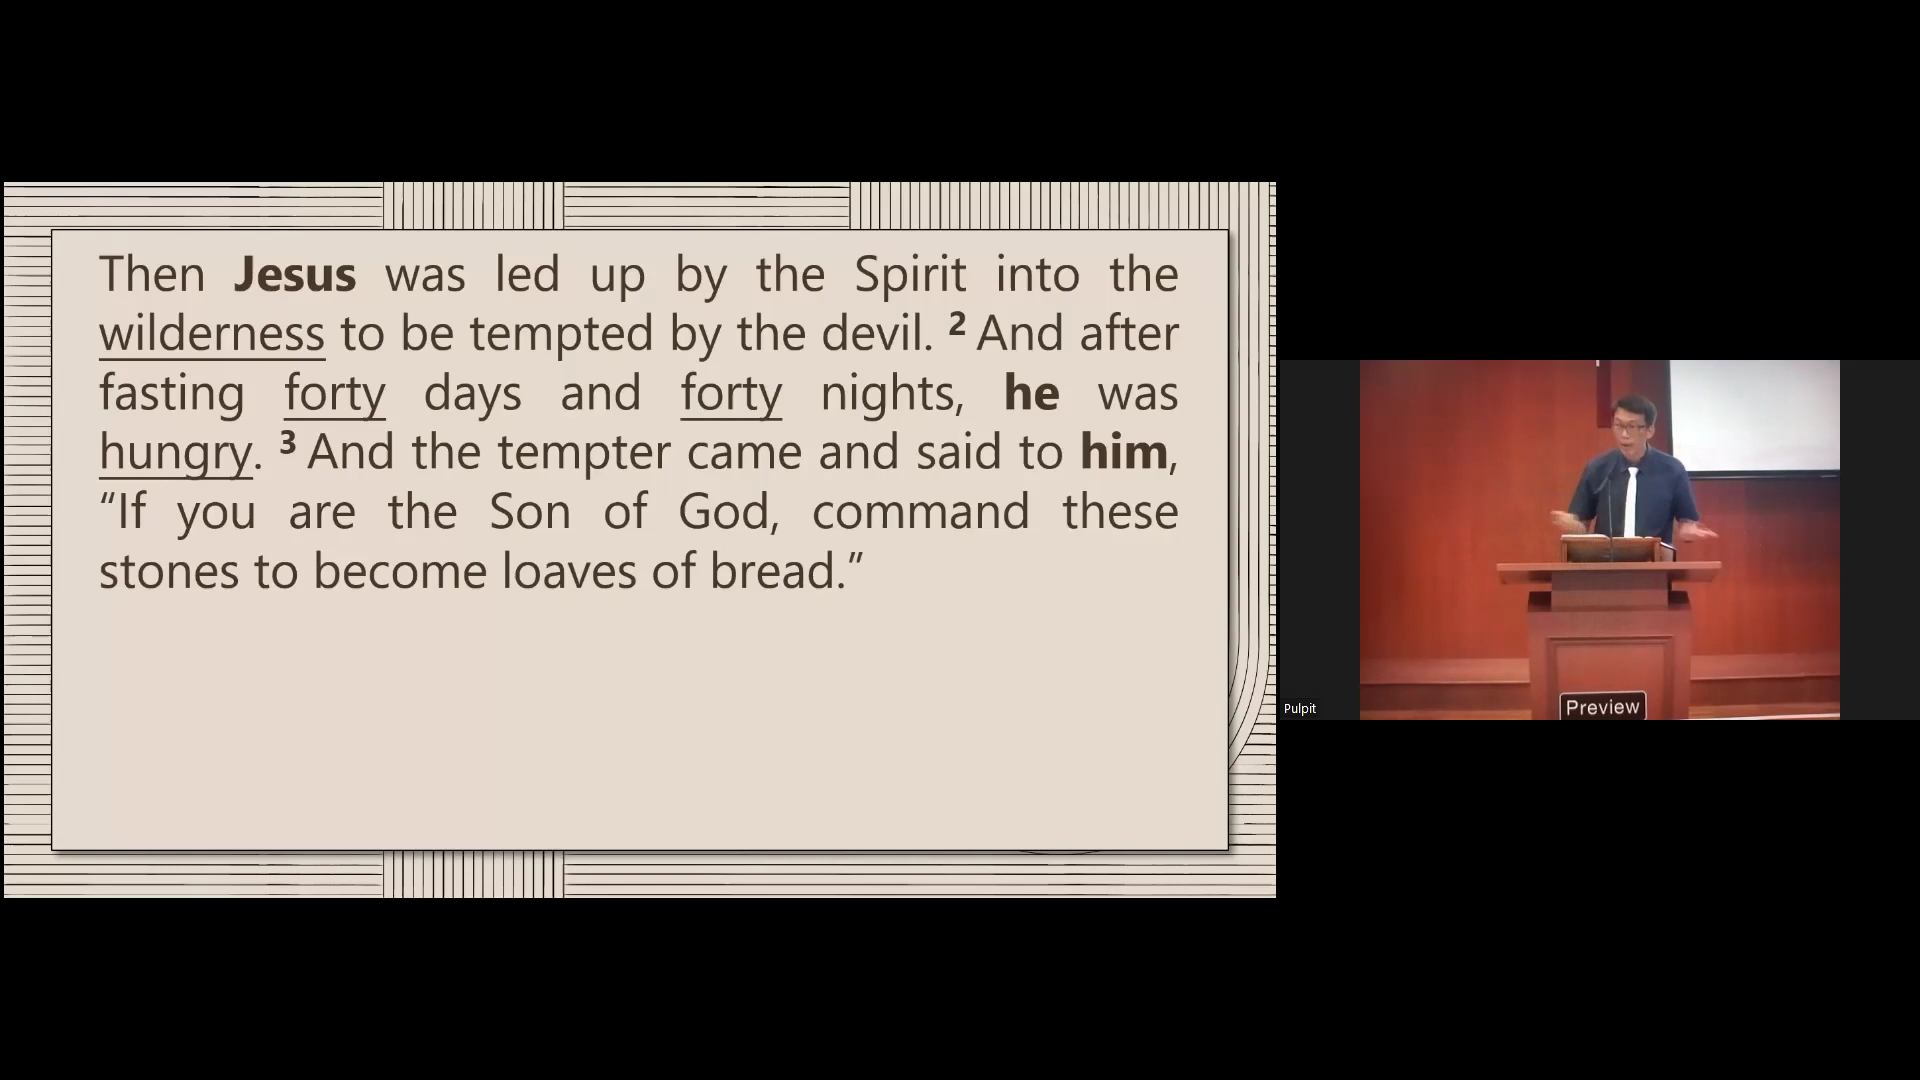 Then Jesus was led up by the Spirit into the
wilderness to be tempted by the devil. 2 And after
fasting forty days and forty nights, he was
hungry. 3 And the tempter came and said to him,
“If you are the Son of God, command these
stones to become loaves of bread.”
Pulpit
Preview